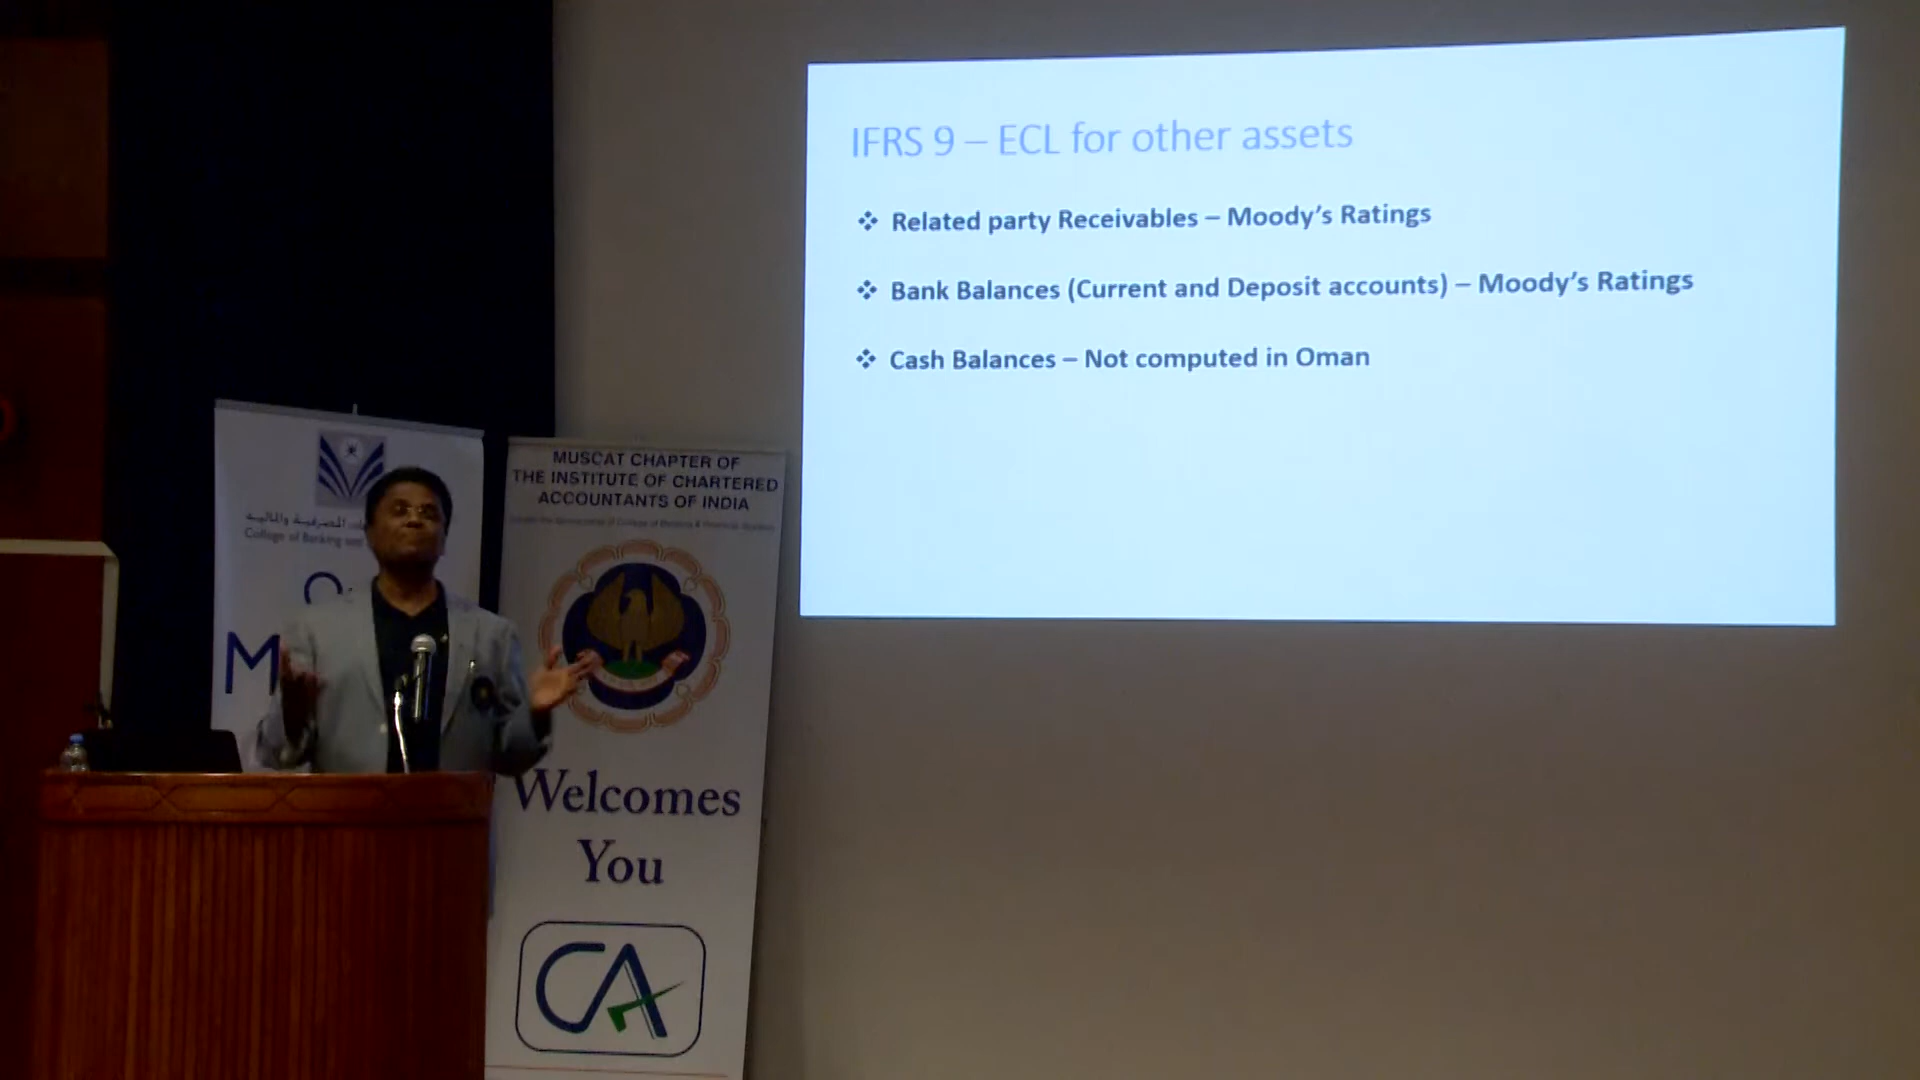 IFRS 9 – ECL for other assets
❖ Related party Receivables – Moody's Ratings
❖ Bank Balances (Current and Deposit accounts) – Moody's Ratings
❖ Cash Balances – Not computed in Oman
College of Banking and
M
MUSCAT CHAPTER OF
THE INSTITUTE OF CHARTERED
ACCOUNTANTS OF INDIA
Welcomes
You
CA